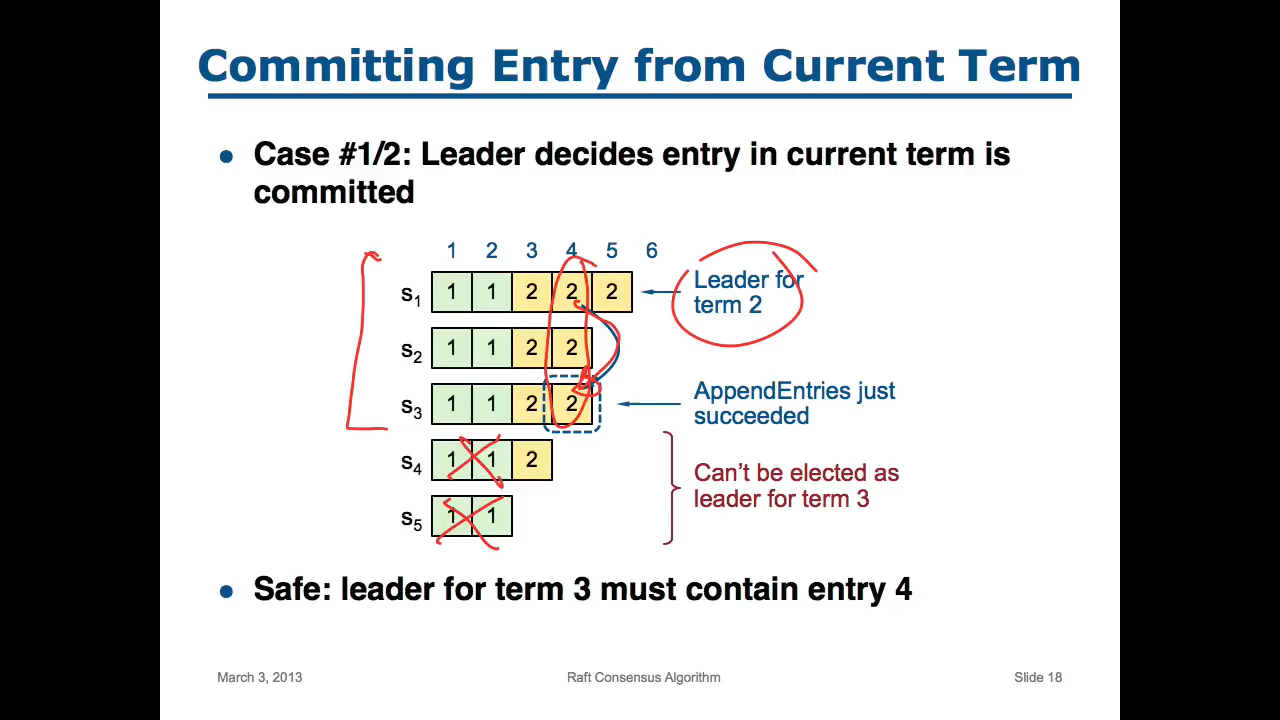 Committing Entry from Current Term
• Case #1/2: Leader decides entry in current term is
committed
1 2 3 4 5 6
s1 1 1 2 2 2
Leader for
term 2
s2 1 1 2 2
s3 1 1 2 2
AppendEntries just
succeeded
s4 1 1 2
s5 1 1
Can't be elected as
leader for term 3
• Safe: leader for term 3 must contain entry 4
March 3, 2013 Raft Consensus Algorithm Slide 18